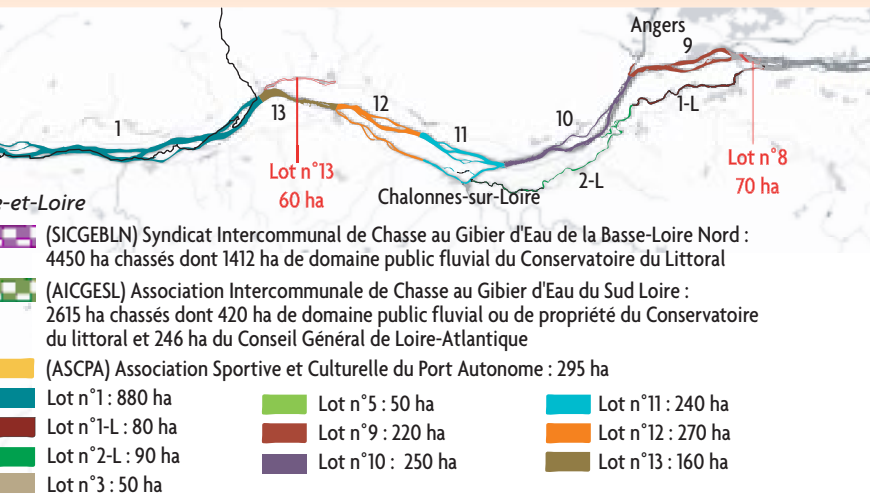 Angers
9
12
1
13
10
11
1-L
Lot n°13
60 ha
Lot n°8
70 ha
2-L
Chalonnes-sur-Loire
e-et-Loire
(SICGEBLN) Syndicat Intercommunal de Chasse au Gibier d'Eau de la Basse-Loire Nord :
4450 ha chassés dont 1412 ha de domaine public fluvial du Conservatoire du Littoral
(AICGESL) Association Intercommunale de Chasse au Gibier d'Eau du Sud Loire :
2615 ha chassés dont 420 ha de domaine public fluvial ou de propriété du Conservatoire
du littoral et 246 ha du Conseil Général de Loire-Atlantique
(ASCPA) Association Sportive et Culturelle du Port Autonome : 295 ha
Lot n°1 : 880 ha
Lot n°1-L : 80 ha
Lot n°2-L : 90 ha
Lot n°3 : 50 ha
Lot n°5 : 50 ha
Lot n°9 : 220 ha
Lot n°10 : 250 ha
Lot n°11 : 240 ha
Lot n°12 : 270 ha
Lot n°13 : 160 ha